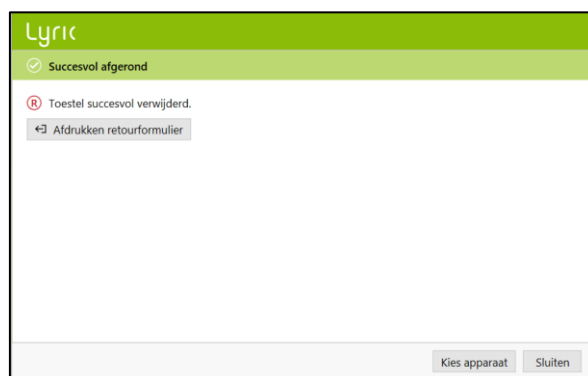 Lyric
Succesvol afgerond
R Toestel succesvol verwijderd.
Afdrukken retourformulier
Kies apparaat Sluiten